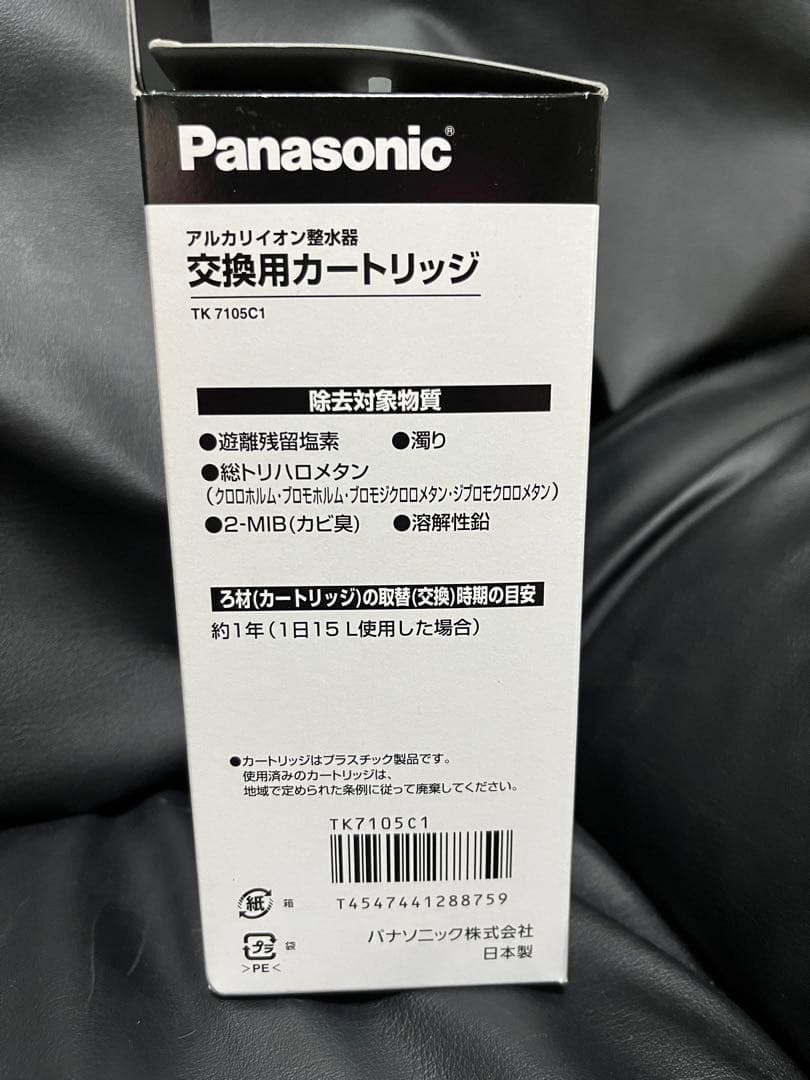 Panasonic®
アルカリイオン整水器
交換用カートリッジ
TK 7105C1
除去対象物質
●遊離残留塩素 ●濁り
●総トリハロメタン
(クロロホルム・ブロモホルム・ブロモジクロロメタン・ジブロモクロロメタン)
●2-MIB(カビ臭) ●溶解性鉛
ろ材(カートリッジ)の取替(交換)時期の目安
約1年(1日15L使用した場合)
●カートリッジはプラスチック製品です。
使用済みのカートリッジは、
地域で定められた条例に従って廃棄してください。
TK7105C1
T4547441288759
紙 箱
プラ 袋
>PE<
パナソニック株式会社
日本製